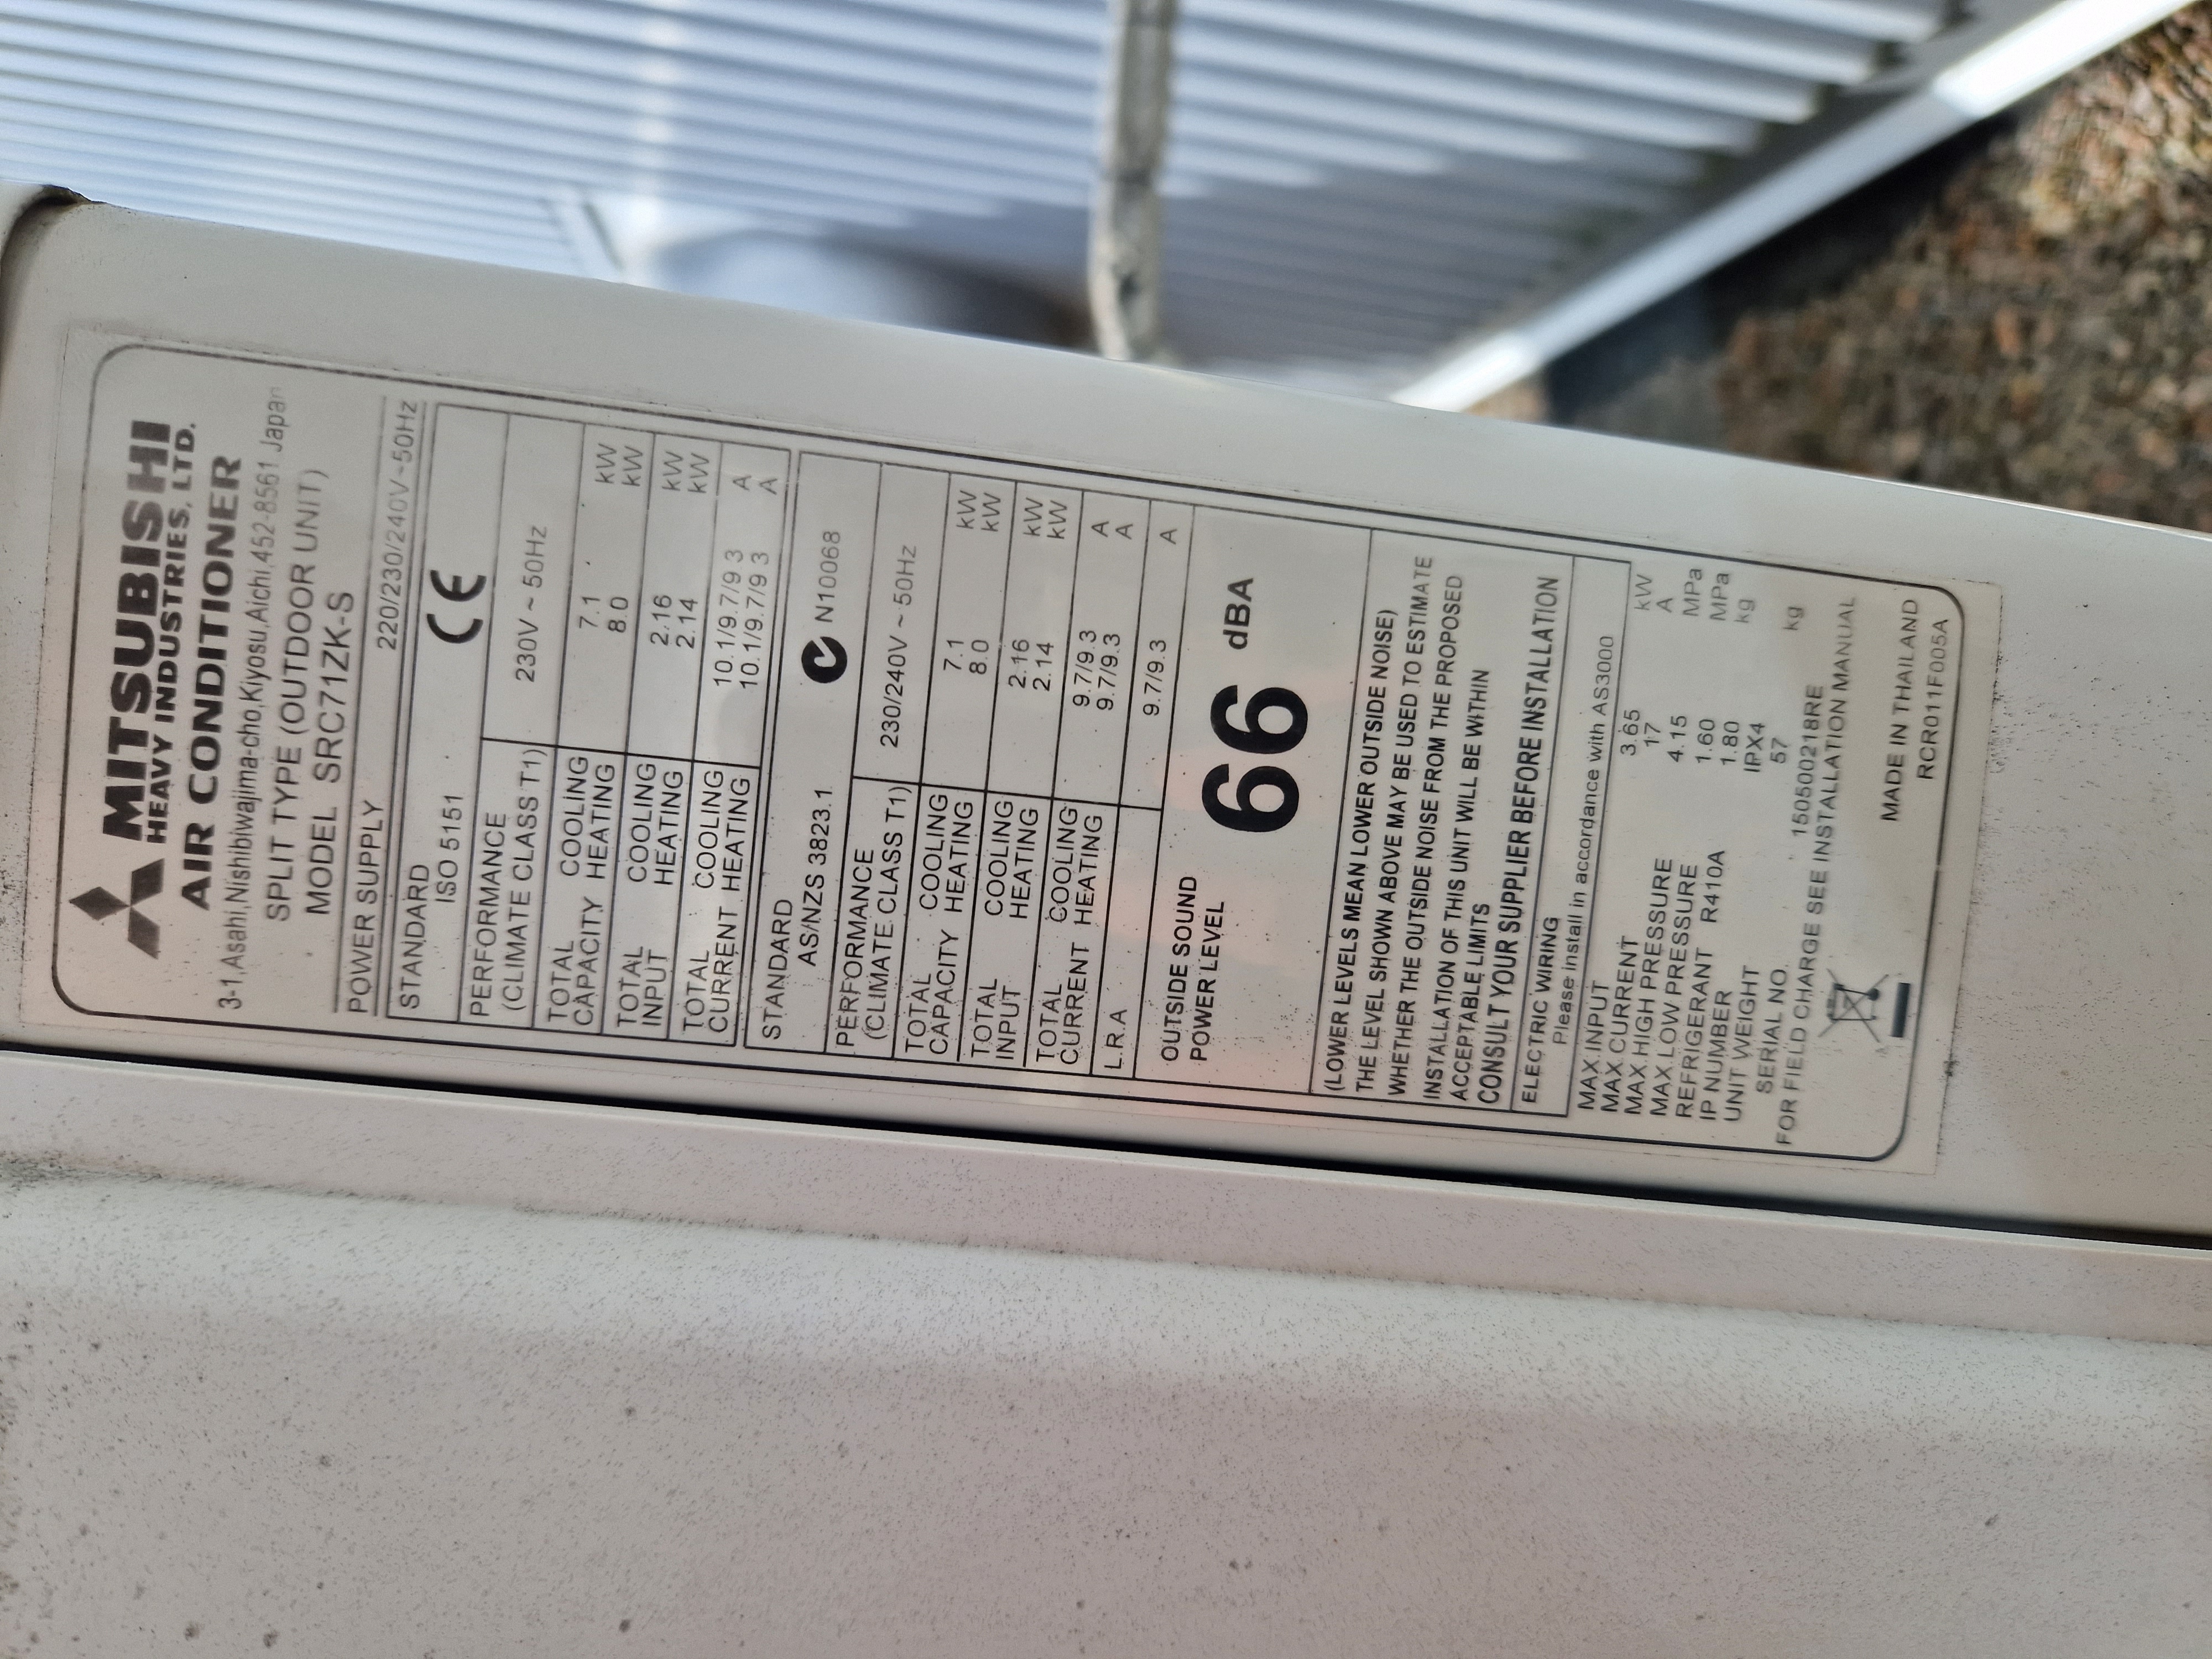 MITSUBISHI
HEAVY INDUSTRIES, LTD.
AIR CONDITIONER
3-1,Asahi,Nishibiwajima-cho,Kiyosu,Aichi,452-8561 Japan
SPLIT TYPE (OUTDOOR UNIT)
MODEL SRC71ZK-S
POWER SUPPLY 220/230/240V~50Hz
STANDARD
ISO 5151 CE
PERFORMANCE
(CLIMATE CLASS T1) 230V ~ 50Hz
TOTAL COOLING 7.1 kW
CAPACITY HEATING 8.0 kW
TOTAL COOLING 2.16 kW
INPUT HEATING 2.14 kW
TOTAL COOLING 10.1/9.7/9.3 A
CURRENT HEATING 10.1/9.7/9.3 A
STANDARD
AS/NZS 3823.1 N10068
PERFORMANCE
(CLIMATE CLASS T1) 230/240V ~ 50Hz
TOTAL COOLING 7.1 kW
CAPACITY HEATING 8.0 kW
TOTAL COOLING 2.16 kW
INPUT HEATING 2.14 kW
TOTAL COOLING 9.7/9.3 A
CURRENT HEATING 9.7/9.3 A
L.R.A 9.7/9.3 A
OUTSIDE SOUND
POWER LEVEL 66 dBA
(LOWER LEVELS MEAN LOWER OUTSIDE NOISE)
THE LEVEL SHOWN ABOVE MAY BE USED TO ESTIMATE
WHETHER THE OUTSIDE NOISE FROM THE PROPOSED
INSTALLATION OF THIS UNIT WILL BE WITHIN
ACCEPTABLE LIMITS
CONSULT YOUR SUPPLIER BEFORE INSTALLATION
ELECTRIC WIRING
Please install in accordance with AS3000
MAX.INPUT 3.65 kW
MAX.CURRENT 17 A
MAX.HIGH PRESSURE 4.15 MPa
MAX.LOW PRESSURE 1.60 MPa
REFRIGERANT R410A 1.80 kg
IP NUMBER IPX4
UNIT WEIGHT 57 kg
SERIAL NO. 150500218RE
FOR FIELD CHARGE SEE INSTALLATION MANUAL
MADE IN THAILAND
RCR011F005A